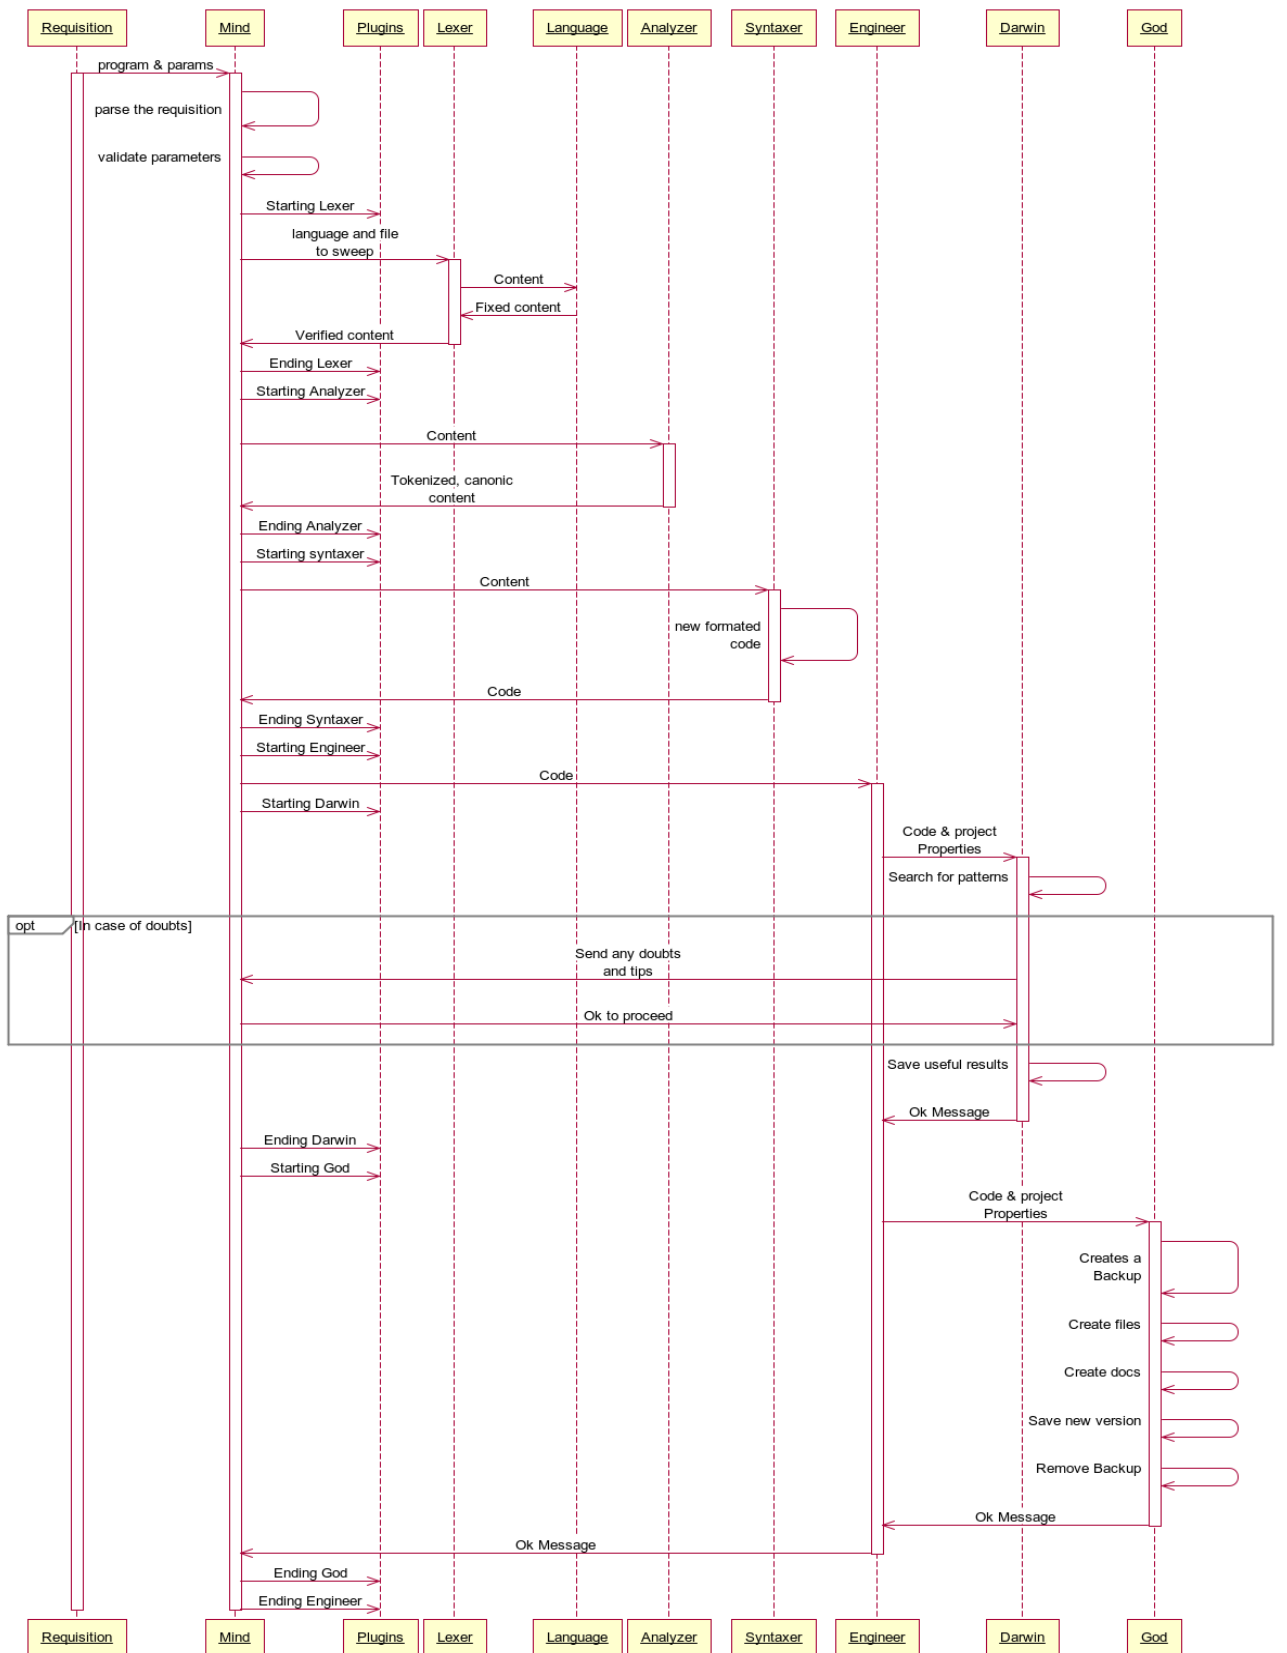 Requisition Mind Plugins Lexer Language Analyzer Syntaxer Engineer Darwin God
program & params
parse the requisition
validate parameters
Starting Lexer
language and file
to sweep
Content
Fixed content
Verified content
Ending Lexer
Starting Analyzer
Content
Tokenized, canonic
content
Ending Analyzer
Starting syntaxer
Content
new formated
code
Code
Ending Syntaxer
Starting Engineer
Code
Starting Darwin
Code & project
Properties
Search for patterns
opt [In case of doubts]
Send any doubts
and tips
Ok to proceed
Save useful results
Ok Message
Ending Darwin
Starting God
Code & project
Properties
Creates a
Backup
Create files
Create docs
Save new version
Remove Backup
Ok Message
Ok Message
Ending God
Ending Engineer
Requisition Mind Plugins Lexer Language Analyzer Syntaxer Engineer Darwin God